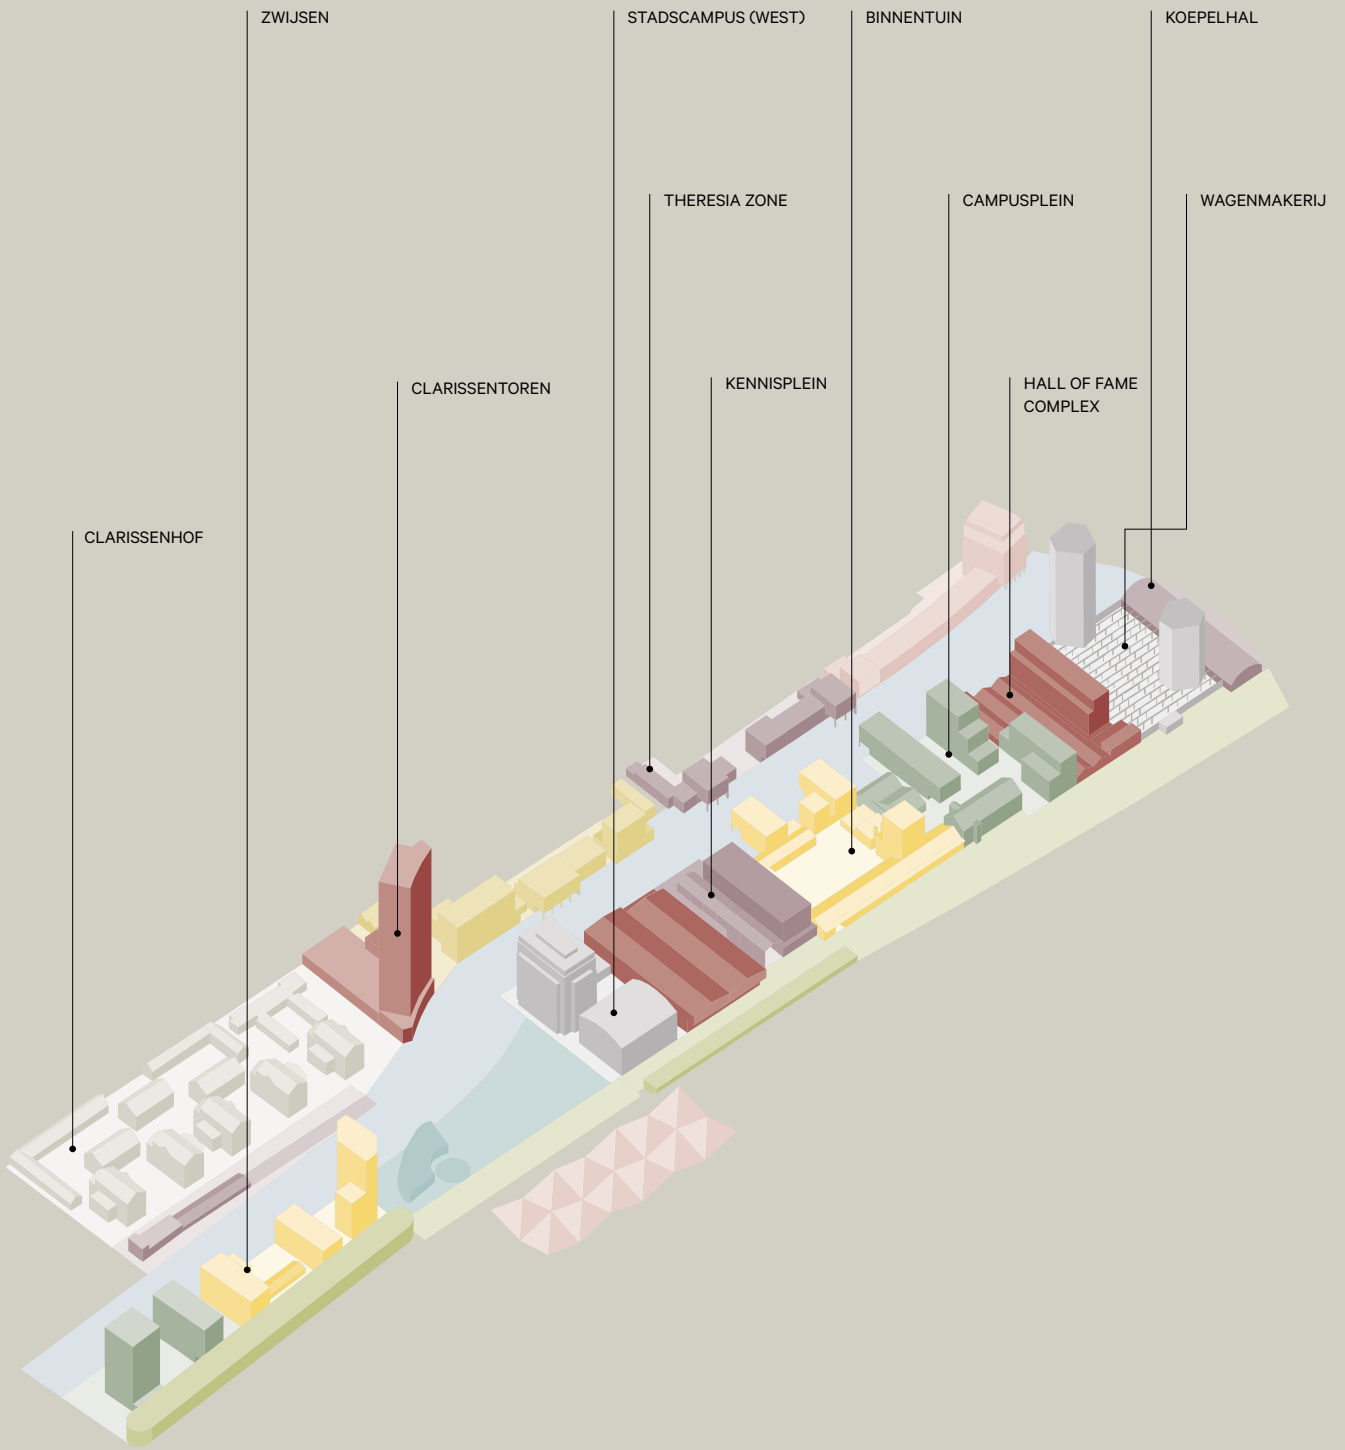 ZWIJSEN
STADSCAMPUS (WEST)
BINNENTUIN
KOEPELHAL
THERESIA ZONE
CAMPUSPLEIN
WAGENMAKERIJ
CLARISSENTOREN
KENNISPLEIN
HALL OF FAME
COMPLEX
CLARISSENHOF